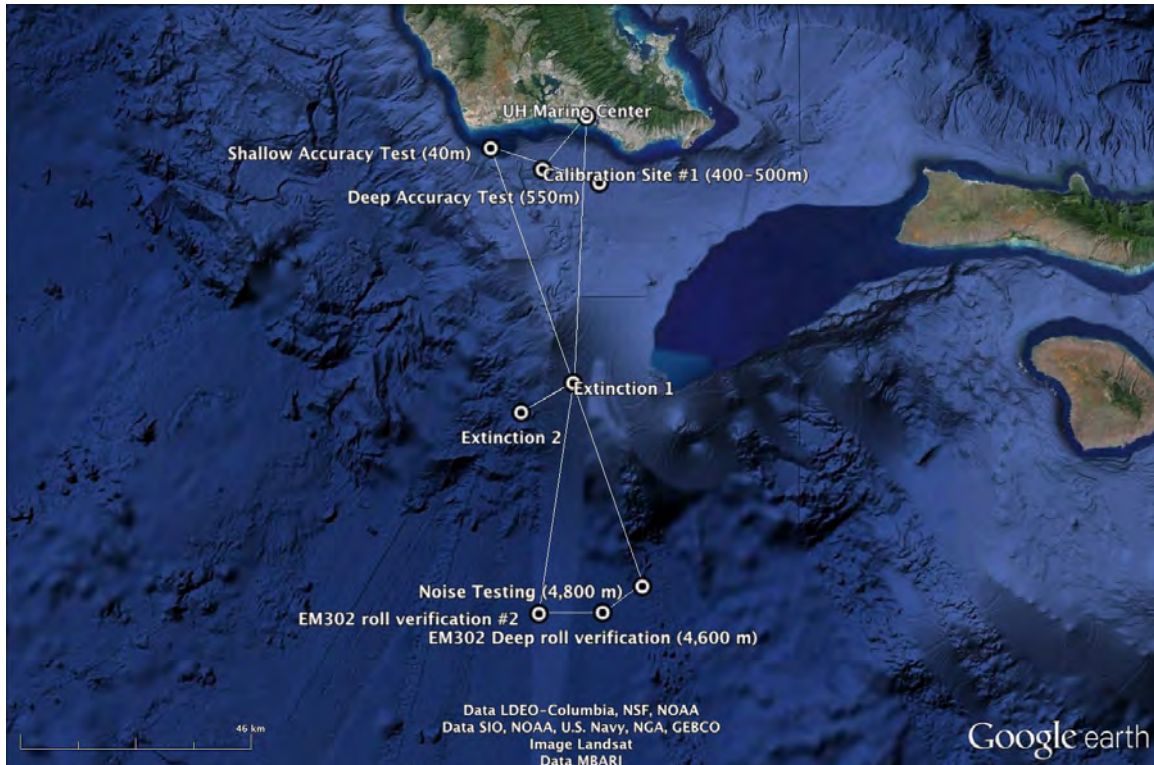 UH Marine Center
Shallow Accuracy Test (40m)
Calibration Site #1 (400-500m)
Deep Accuracy Test (550m)
Extinction 1
Extinction 2
Noise Testing (4,800 m)
EM302 roll verification #2
EM302 Deep roll verification (4,600 m)
Data LDEO-Columbia, NSF, NOAA
Data SIO, NOAA, U.S. Navy, NGA, GEBCO
Image Landsat
Data MBARI
46 km
Google earth